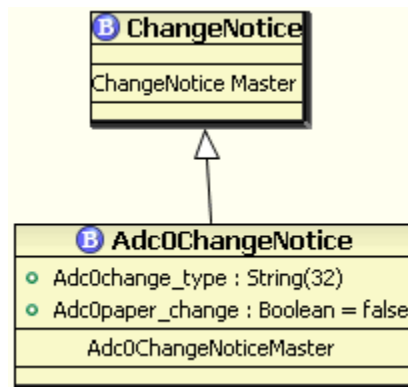 B ChangeNotice
ChangeNotice Master
B Adc0ChangeNotice
Adc0change_type : String(32)
Adc0paper_change : Boolean = false
Adc0ChangeNoticeMaster